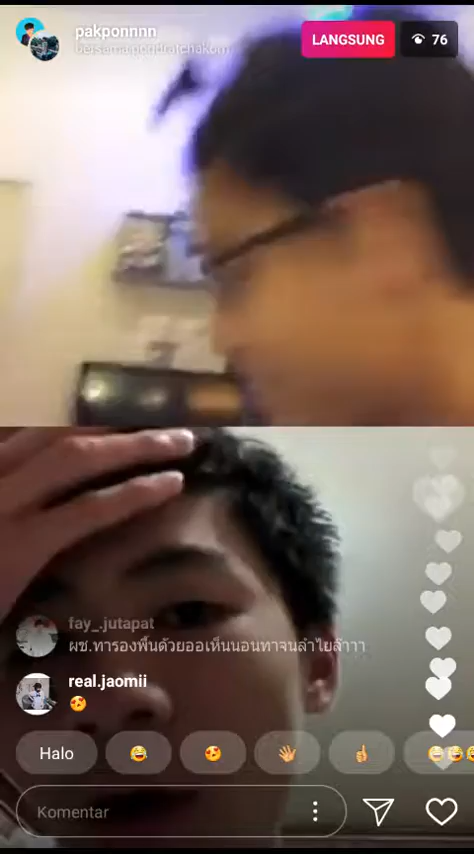 pakponnnn
bersama pondratchakorn
LANGSUNG
76
fay_.jutapat
ผช.ทารองพื้นด้วยออเห็นนอนทาจนลำไยล้าาา
real.jaomii
😍
Halo
😂
😍
👋
👍
Komentar